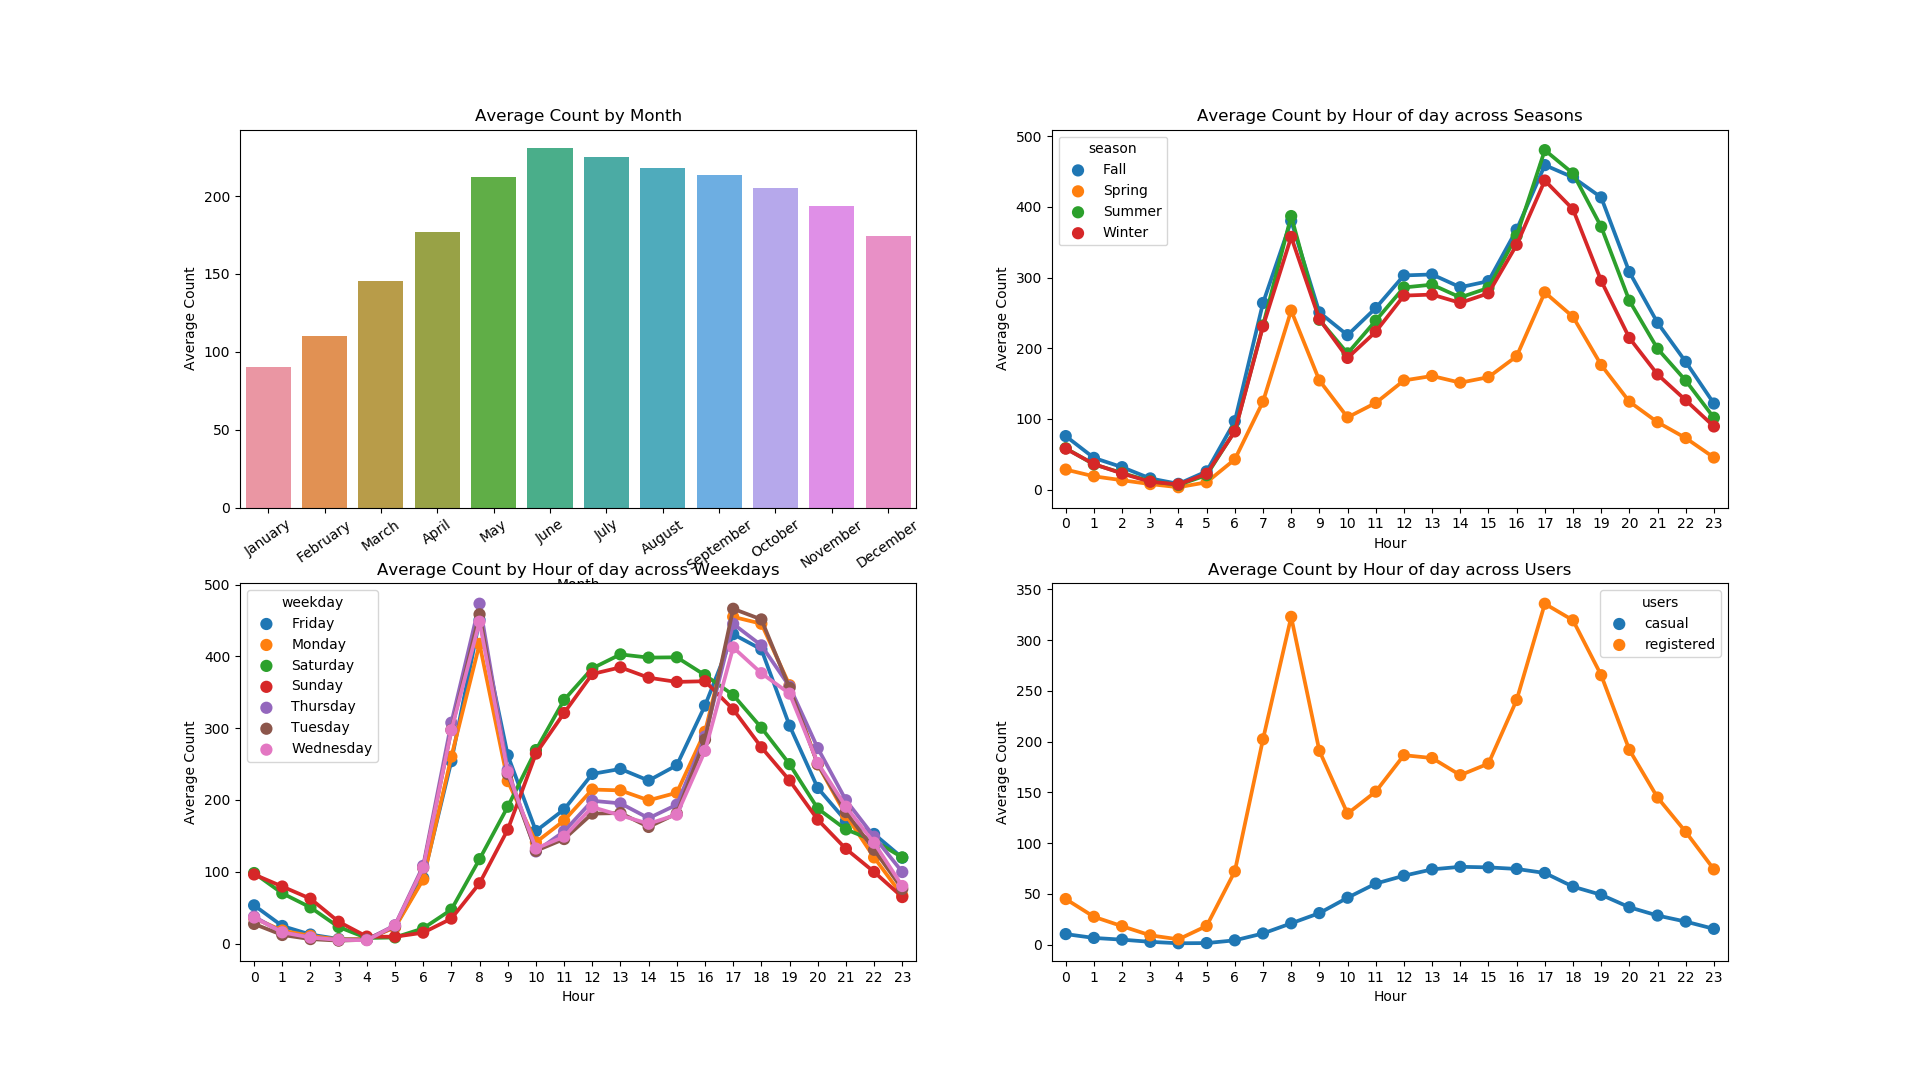 Average Count by Month
Average Count
200
150
100
50
0
January February March April May June July August September October November December
Month
Average Count by Hour of day across Seasons
season
Fall
Spring
Summer
Winter
Average Count
500
400
300
200
100
0
0 1 2 3 4 5 6 7 8 9 10 11 12 13 14 15 16 17 18 19 20 21 22 23
Hour
Average Count by Hour of day across Weekdays
weekday
Friday
Monday
Saturday
Sunday
Thursday
Tuesday
Wednesday
Average Count
500
400
300
200
100
0
0 1 2 3 4 5 6 7 8 9 10 11 12 13 14 15 16 17 18 19 20 21 22 23
Hour
Average Count by Hour of day across Users
users
casual
registered
Average Count
350
300
250
200
150
100
50
0
0 1 2 3 4 5 6 7 8 9 10 11 12 13 14 15 16 17 18 19 20 21 22 23
Hour